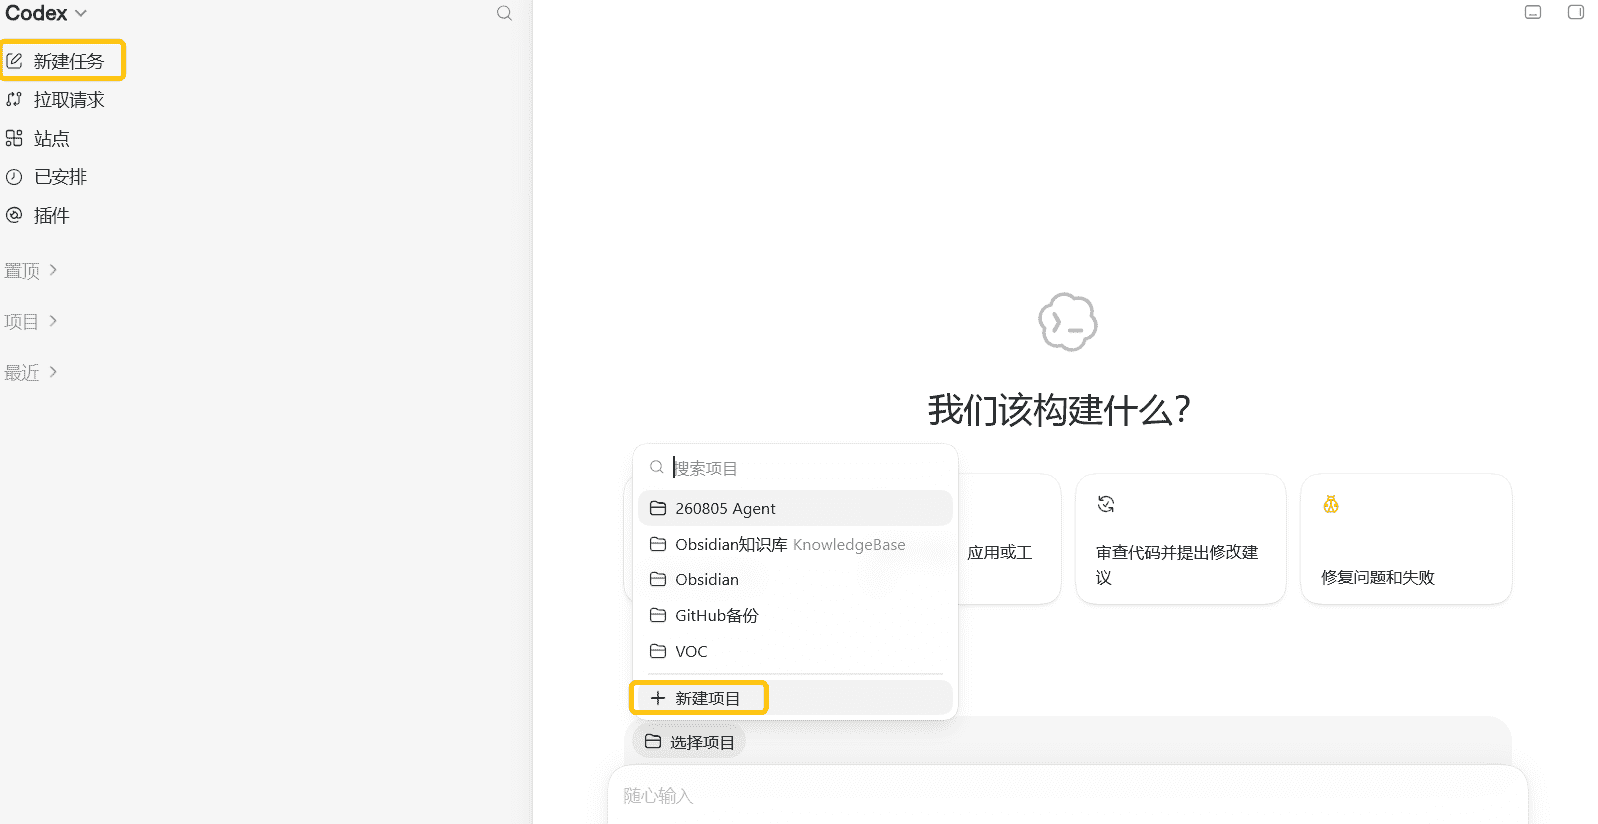 Codex
新建任务
拉取请求
站点
已安排
插件
置顶
项目
最近
我们该构建什么？
搜索项目
260805 Agent
Obsidian知识库 KnowledgeBase
Obsidian
GitHub备份
VOC
新建项目
应用或工
审查代码并提出修改建
议
修复问题和失败
选择项目
随心输入